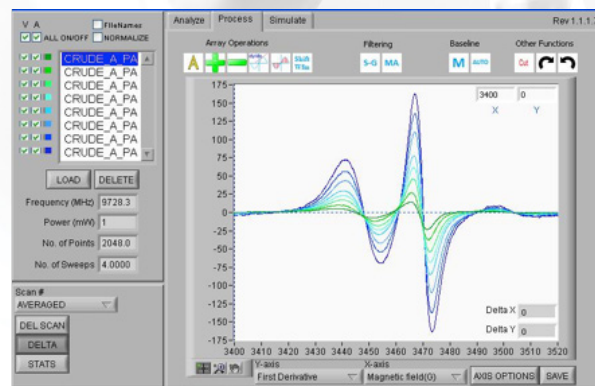 Analyze Process Simulate Rev 1.1.1.
V A FileNames
ALL ON/OFF NORMALIZE
CRUDE_A_PA
CRUDE_A_PA
CRUDE_A_PA
CRUDE_A_PA
CRUDE_A_PA
CRUDE_A_PA
CRUDE_A_PA
CRUDE_A_PA
LOAD DELETE
Frequency (MHz) 9728.3
Power (mW) 1
No. of Points 2048.0
No. of Sweeps 4.0000
Scan #
AVERAGED
DEL SCAN
DELTA
STATS
Array Operations Filtering Baseline Other Functions
A S-G MA M AUTO Cut
3400 0
X Y
175
150
125
100
75
50
25
0
-25
-50
-75
-100
-125
-150
-175
3400 3410 3420 3430 3440 3450 3460 3470 3480 3490 3500 3510 3520
Delta X 0
Delta Y 0
Y-axis X-axis
First Derivative Magnetic field(G) AXIS OPTIONS SAVE